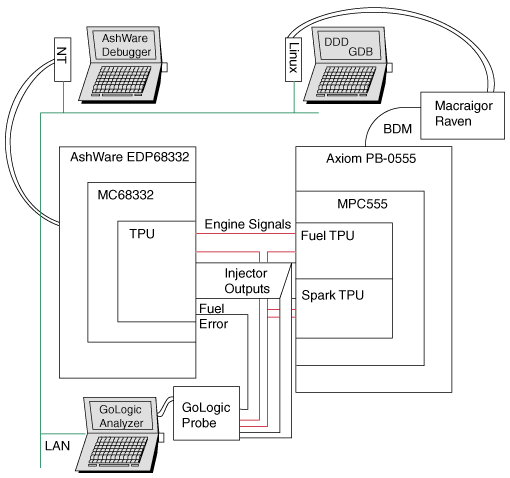 AshWare
Debugger
NT
DDD
GDB
Linux
Macraigor
Raven
BDM
AshWare EDP68332
Axiom PB-0555
MC68332
MPC555
TPU
Engine Signals
Fuel TPU
Injector
Outputs
Spark TPU
Fuel
Error
GoLogic
Analyzer
GoLogic
Probe
LAN